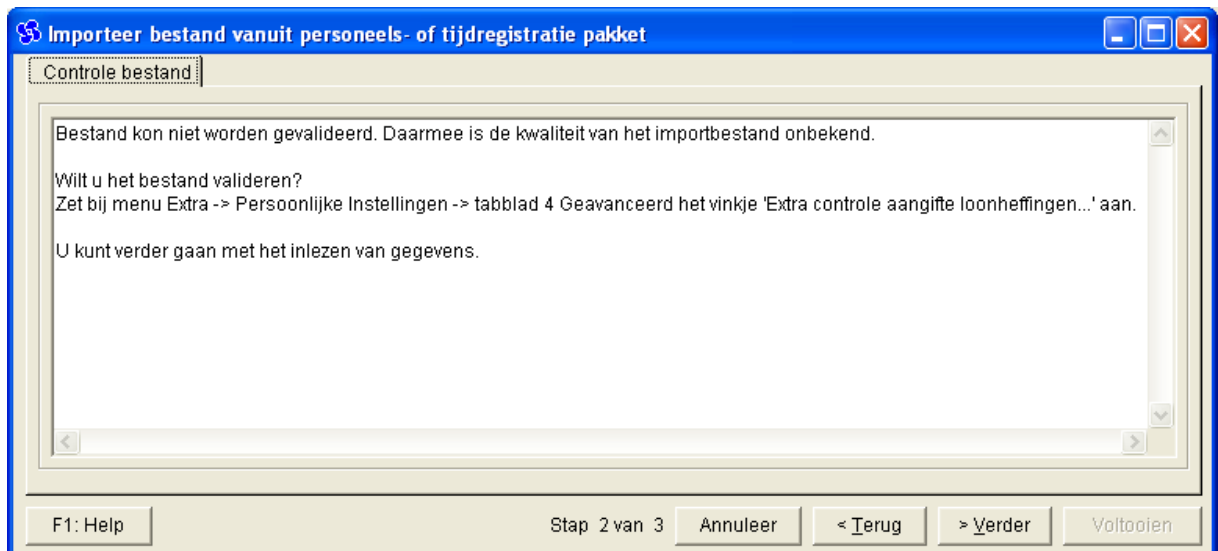 Importeer bestand vanuit personeels- of tijdregistratie pakket
Controle bestand
Bestand kon niet worden gevalideerd. Daarmee is de kwaliteit van het importbestand onbekend.
Wilt u het bestand valideren?
Zet bij menu Extra -> Persoonlijke Instellingen -> tabblad 4 Geavanceerd het vinkje 'Extra controle aangifte loonheffingen...' aan.
U kunt verder gaan met het inlezen van gegevens.
F1: Help
Stap 2 van 3
Annuleer
< Terug
> Verder
Voltooien